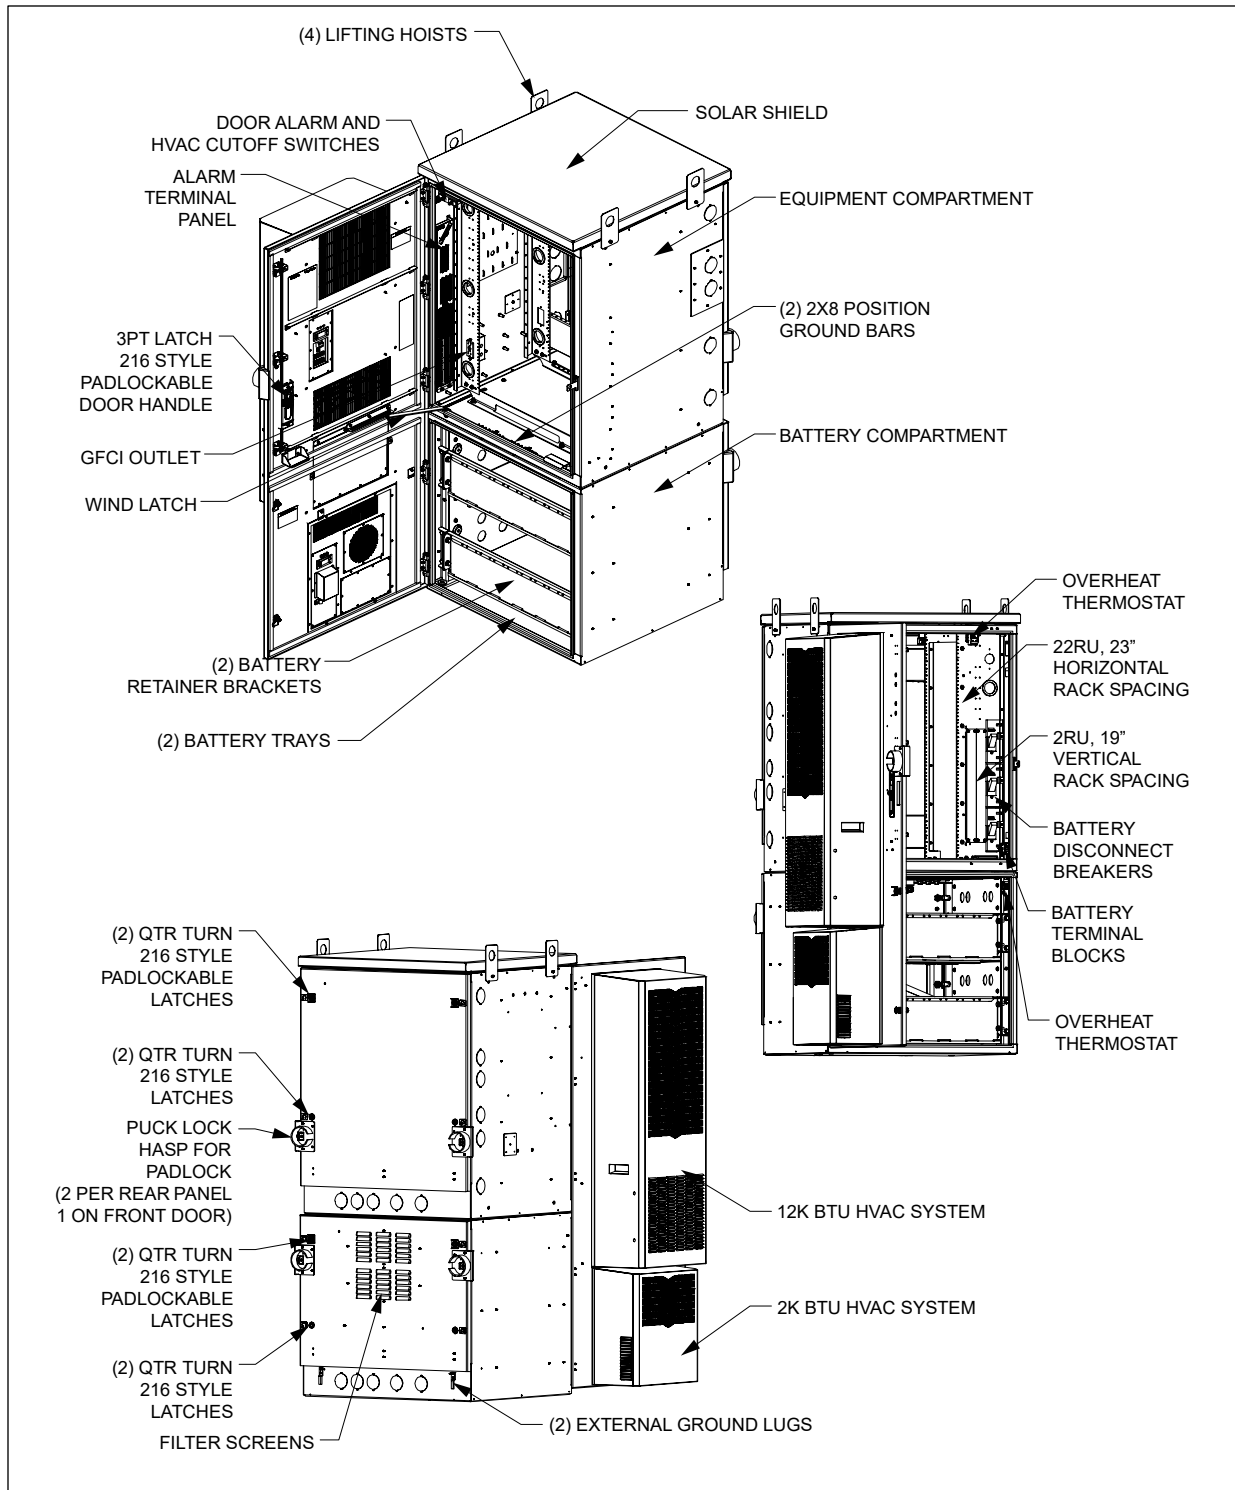 (4) LIFTING HOISTS
SOLAR SHIELD
DOOR ALARM AND
HVAC CUTOFF SWITCHES
ALARM
TERMINAL
PANEL
EQUIPMENT COMPARTMENT
(2) 2X8 POSITION
GROUND BARS
3PT LATCH
216 STYLE
PADLOCKABLE
DOOR HANDLE
GFCI OUTLET
BATTERY COMPARTMENT
WIND LATCH
(2) BATTERY
RETAINER BRACKETS
(2) BATTERY TRAYS
OVERHEAT
THERMOSTAT
22RU, 23”
HORIZONTAL
RACK SPACING
2RU, 19”
VERTICAL
RACK SPACING
BATTERY
DISCONNECT
BREAKERS
BATTERY
TERMINAL
BLOCKS
OVERHEAT
THERMOSTAT
(2) QTR TURN
216 STYLE
PADLOCKABLE
LATCHES
(2) QTR TURN
216 STYLE
LATCHES
PUCK LOCK
HASP FOR
PADLOCK
(2 PER REAR PANEL
1 ON FRONT DOOR)
(2) QTR TURN
216 STYLE
PADLOCKABLE
LATCHES
(2) QTR TURN
216 STYLE
LATCHES
FILTER SCREENS
12K BTU HVAC SYSTEM
2K BTU HVAC SYSTEM
(2) EXTERNAL GROUND LUGS